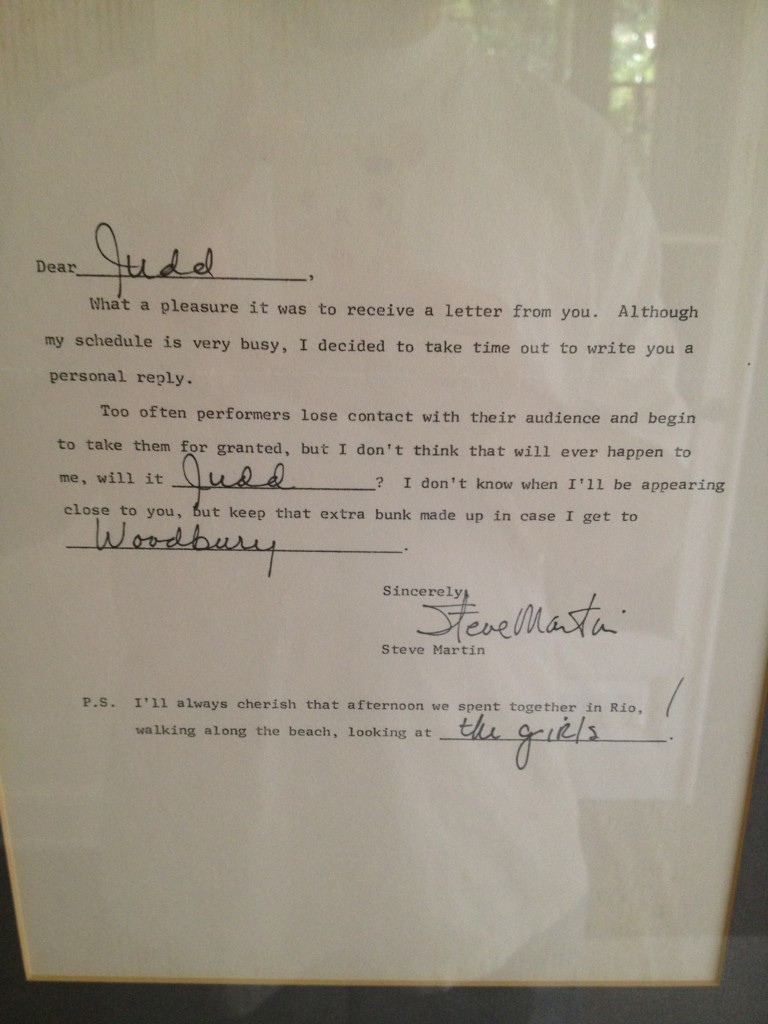 Dear Judd,
What a pleasure it was to receive a letter from you. Although
my schedule is very busy, I decided to take time out to write you a
personal reply.
Too often performers lose contact with their audience and begin
to take them for granted, but I don't think that will ever happen to
me, will it Judd? I don't know when I'll be appearing
close to you, but keep that extra bunk made up in case I get to
Woodbury.
Sincerely,
Steve Martin
Steve Martin
P.S. I'll always cherish that afternoon we spent together in Rio,
walking along the beach, looking at the girls.